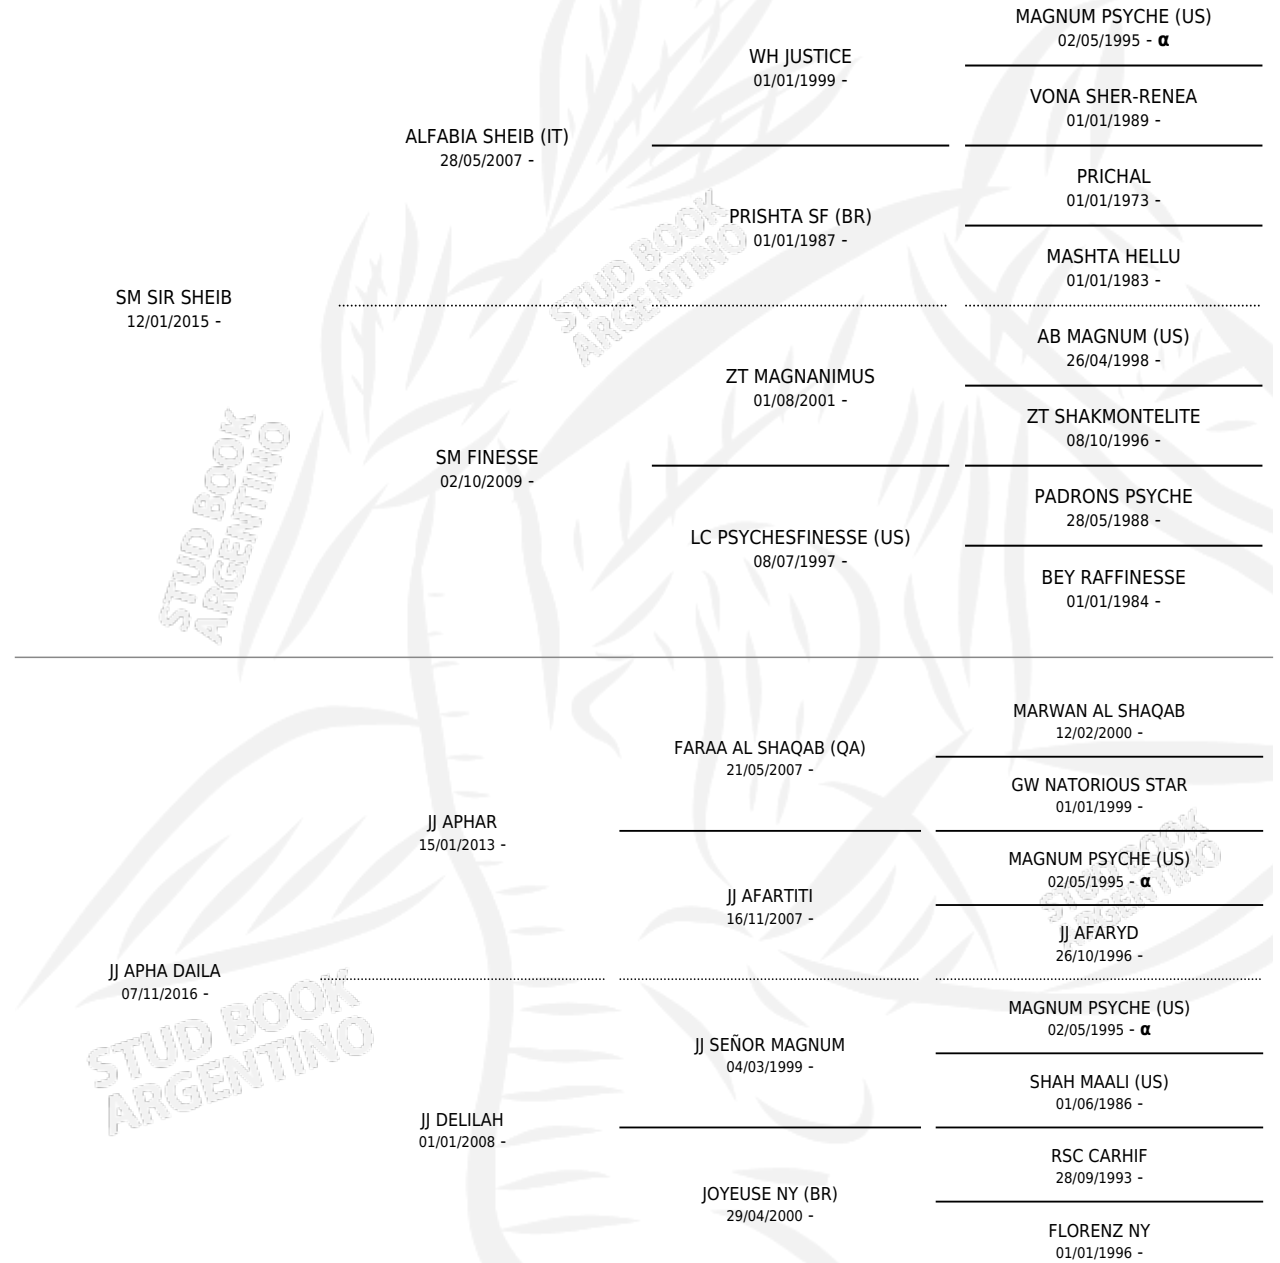 MAGNUM PSYCHE (US)
02/05/1995 - α
WH JUSTICE
01/01/1999 -
VONA SHER-RENEA
01/01/1989 -
ALFABIA SHEIB (IT)
28/05/2007 -
PRICHAL
01/01/1973 -
PRISHTA SF (BR)
01/01/1987 -
MASHTA HELLU
01/01/1983 -
SM SIR SHEIB
12/01/2015 -
AB MAGNUM (US)
26/04/1998 -
ZT MAGNANIMUS
01/08/2001 -
ZT SHAKMONTELITE
08/10/1996 -
SM FINESSE
02/10/2009 -
PADRONS PSYCHE
28/05/1988 -
LC PSYCHESFINESSE (US)
08/07/1997 -
BEY RAFFINESSE
01/01/1984 -
MARWAN AL SHAQAB
12/02/2000 -
FARAA AL SHAQAB (QA)
21/05/2007 -
GW NATORIOUS STAR
01/01/1999 -
JJ APHAR
15/01/2013 -
MAGNUM PSYCHE (US)
02/05/1995 - α
JJ AFARTITI
16/11/2007 -
JJ AFARYD
26/10/1996 -
JJ APHA DAILA
07/11/2016 -
MAGNUM PSYCHE (US)
02/05/1995 - α
JJ SEÑOR MAGNUM
04/03/1999 -
SHAH MAALI (US)
01/06/1986 -
JJ DELILAH
01/01/2008 -
RSC CARHIF
28/09/1993 -
JOYEUSE NY (BR)
29/04/2000 -
FLORENZ NY
01/01/1996 -
STUD BOOK
ARGENTINO
STUD BOOK
ARGENTINO
STUD BOOK
ARGENTINO
STUD BOOK
ARGENTINO